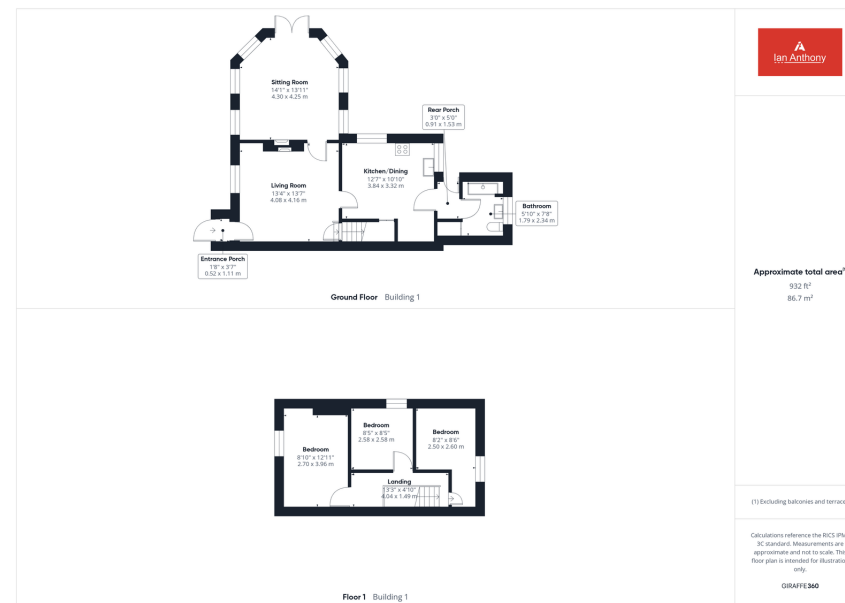 Sitting Room
14'1" x 13'11"
4.30 x 4.25 m
Rear Porch
3'0" x 5'0"
0.91 x 1.53 m
Kitchen/Dining
12'7" x 10'10"
3.84 x 3.32 m
Living Room
13'4" x 13'7"
4.08 x 4.16 m
Bathroom
5'10" x 7'8"
1.79 x 2.34 m
Entrance Porch
1'8" x 3'7"
0.52 x 1.11 m
Ground Floor Building 1
Bedroom
8'10" x 12'11"
2.70 x 3.96 m
Bedroom
8'5" x 8'5"
2.58 x 2.58 m
Bedroom
8'2" x 8'6"
2.50 x 2.60 m
Landing
13'3" x 4'10"
4.04 x 1.49 m
Floor 1 Building 1
Ian Anthony
Approximate total area
932 ft²
86.7 m²
(1) Excluding balconies and terrace
Calculations reference the RICS IPM
3C standard. Measurements are
approximate and not to scale. This
floor plan is intended for illustration
only.
GIRAFFE360